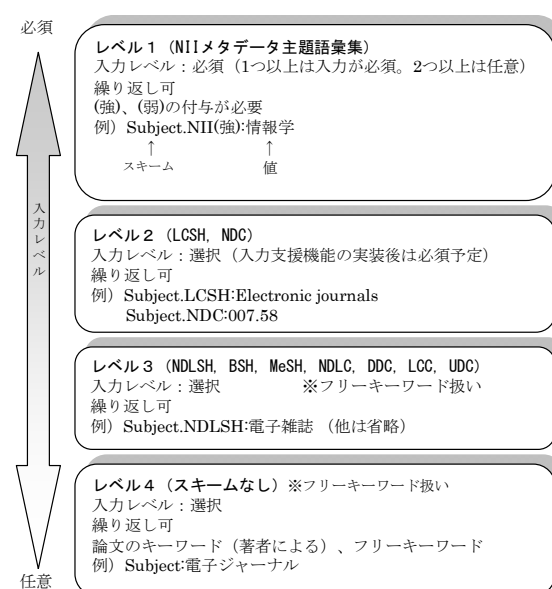 必須
レベル１（NIIメタデータ主題語彙集）
入力レベル：必須（1つ以上は入力が必須。2つ以上は任意）
繰り返し可
(強)、(弱)の付与が必要
例）Subject.NII(強):情報学
↑ ↑
スキーム 値
入力レベル
レベル２（LCSH, NDC）
入力レベル：選択（入力支援機能の実装後は必須予定）
繰り返し可
例）Subject.LCSH:Electronic journals
Subject.NDC:007.58
レベル３（NDLSH, BSH, MeSH, NDLC, DDC, LCC, UDC）
入力レベル：選択 ※フリーキーワード扱い
繰り返し可
例）Subject.NDLSH:電子雑誌 （他は省略）
レベル４（スキームなし）※フリーキーワード扱い
入力レベル：選択
繰り返し可
論文のキーワード（著者による）、フリーキーワード
例）Subject:電子ジャーナル
任意